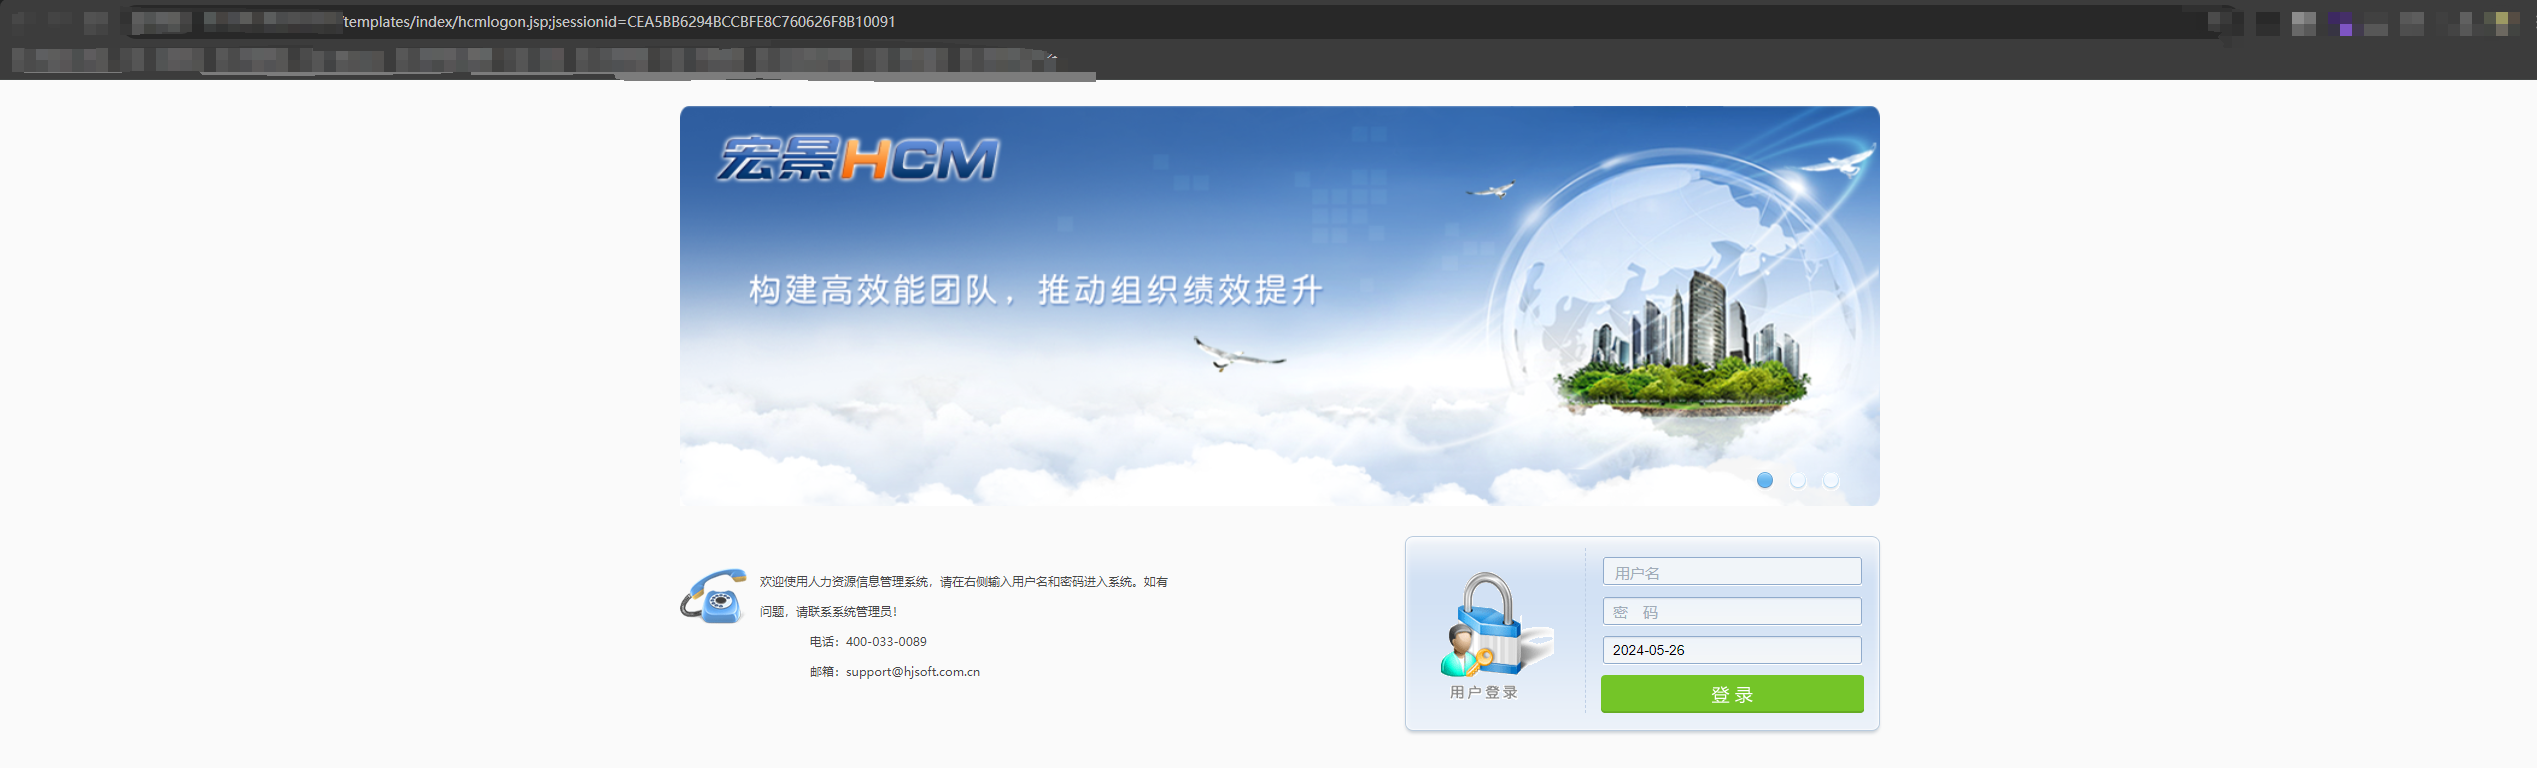 /templates/index/hcmlogon.jsp;jsessionid=CEA5BB6294BCCBFE8C760626F8B10091
宏景HCM
构建高效能团队，推动组织绩效提升
欢迎使用人力资源信息管理系统，请在右侧输入用户名和密码进入系统。如有
问题，请联系系统管理员！
电话：400-033-0089
邮箱：support@hjsoft.com.cn
用户登录
用户名
密 码
2024-05-26
登录